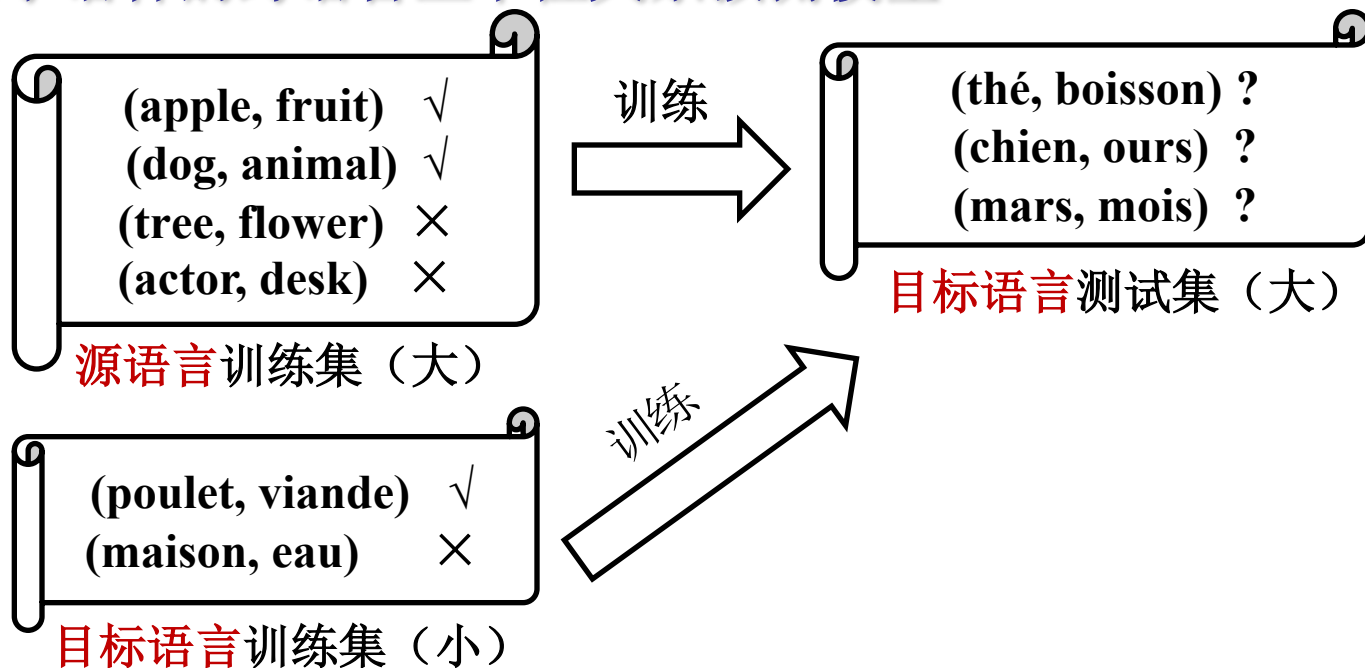 (apple, fruit) √
(dog, animal) √
(tree, flower) ×
(actor, desk) ×
源语言训练集（大）
训练
(thé, boisson) ?
(chien, ours) ?
(mars, mois) ?
目标语言测试集（大）
(poulet, viande) √
(maison, eau) ×
目标语言训练集（小）
训练